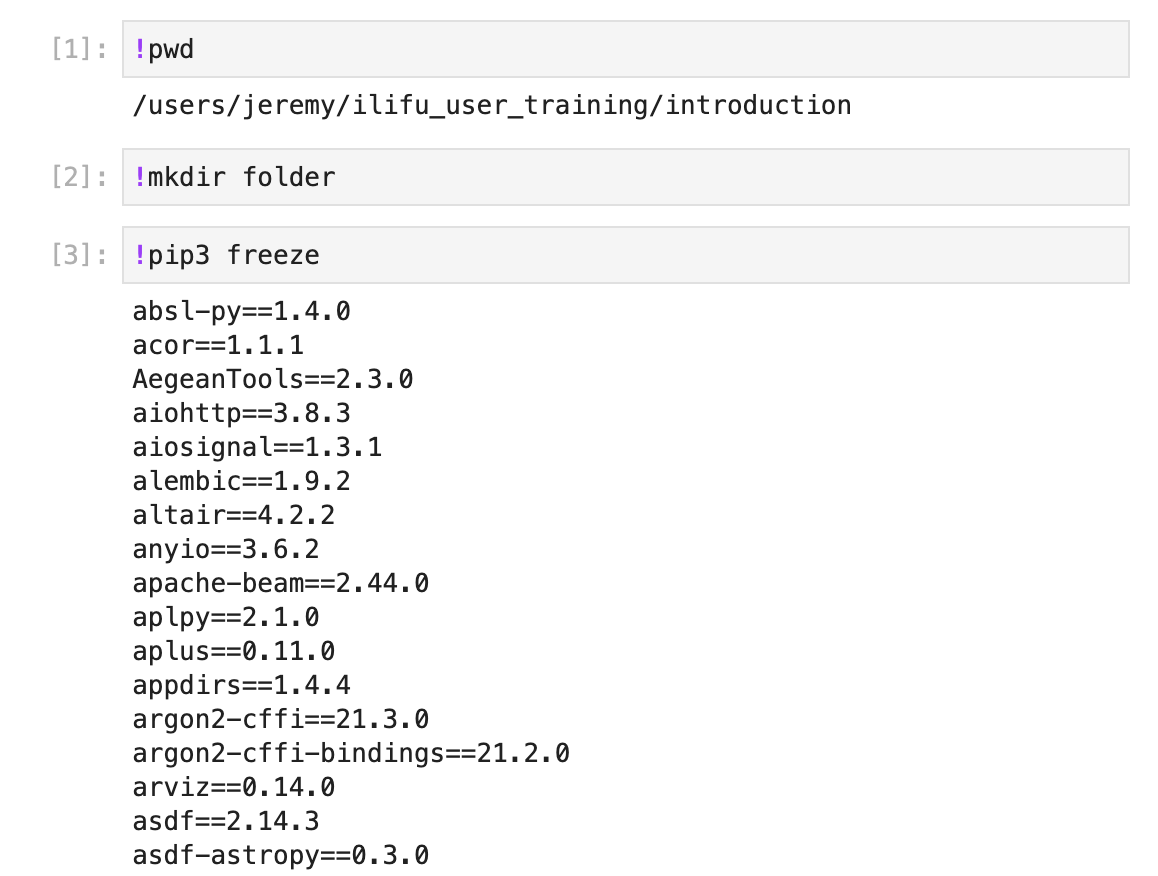 [1]: !pwd
/users/jeremy/ilifu_user_training/introduction
[2]: !mkdir folder
[3]: !pip3 freeze
absl-py==1.4.0
acor==1.1.1
AegeanTools==2.3.0
aiohttp==3.8.3
aiosignal==1.3.1
alembic==1.9.2
altair==4.2.2
anyio==3.6.2
apache-beam==2.44.0
aplpy==2.1.0
aplus==0.11.0
appdirs==1.4.4
argon2-cffi==21.3.0
argon2-cffi-bindings==21.2.0
arviz==0.14.0
asdf==2.14.3
asdf-astropy==0.3.0